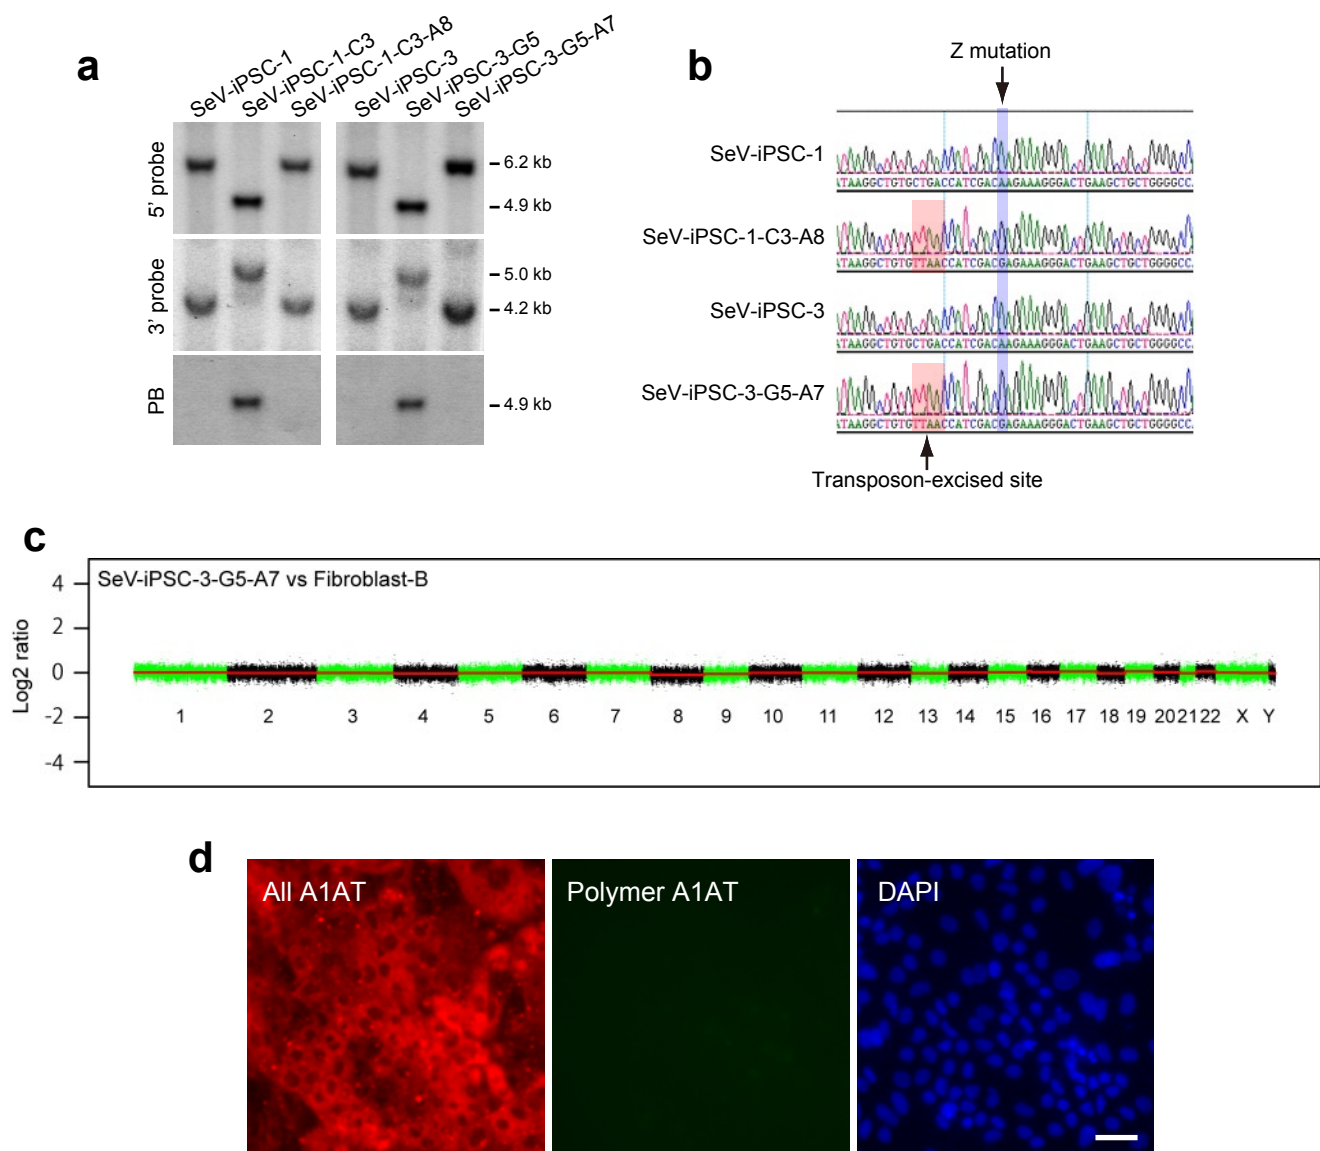 a
SeV-iPSC-1
SeV-iPSC-1-C3
SeV-iPSC-1-C3-A8
SeV-iPSC-3
SeV-iPSC-3-G5
SeV-iPSC-3-G5-A7
5' probe
6.2 kb
4.9 kb
3' probe
5.0 kb
4.2 kb
PB
4.9 kb
b
Z mutation
SeV-iPSC-1
ATAAGGCTGTGCTGACCATCGACAAGAAAGGGACTGAAGCTGCTGGGGCC
SeV-iPSC-1-C3-A8
ATAAGGCTGTGTTAACCATCGACGAGAAAGGGACTGAAGCTGCTGGGGCC
SeV-iPSC-3
ATAAGGCTGTGCTGACCATCGACAAGAAAGGGACTGAAGCTGCTGGGGCC
SeV-iPSC-3-G5-A7
ATAAGGCTGTGTTAACCATCGACGAGAAAGGGACTGAAGCTGCTGGGGCC
Transposon-excised site
c
SeV-iPSC-3-G5-A7 vs Fibroblast-B
Log2 ratio
4
2
0
-2
-4
1 2 3 4 5 6 7 8 9 10 11 12 13 14 15 16 17 18 19 20 21 22 X Y
d
All A1AT
Polymer A1AT
DAPI